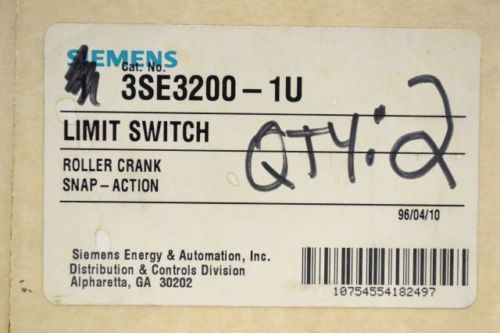 SIEMENS
Cat. No.
3SE3200-1U
LIMIT SWITCH
ROLLER CRANK
SNAP-ACTION
QTY: 2
96/04/10
Siemens Energy & Automation, Inc.
Distribution & Controls Division
Alpharetta, GA 30202
10754554182497